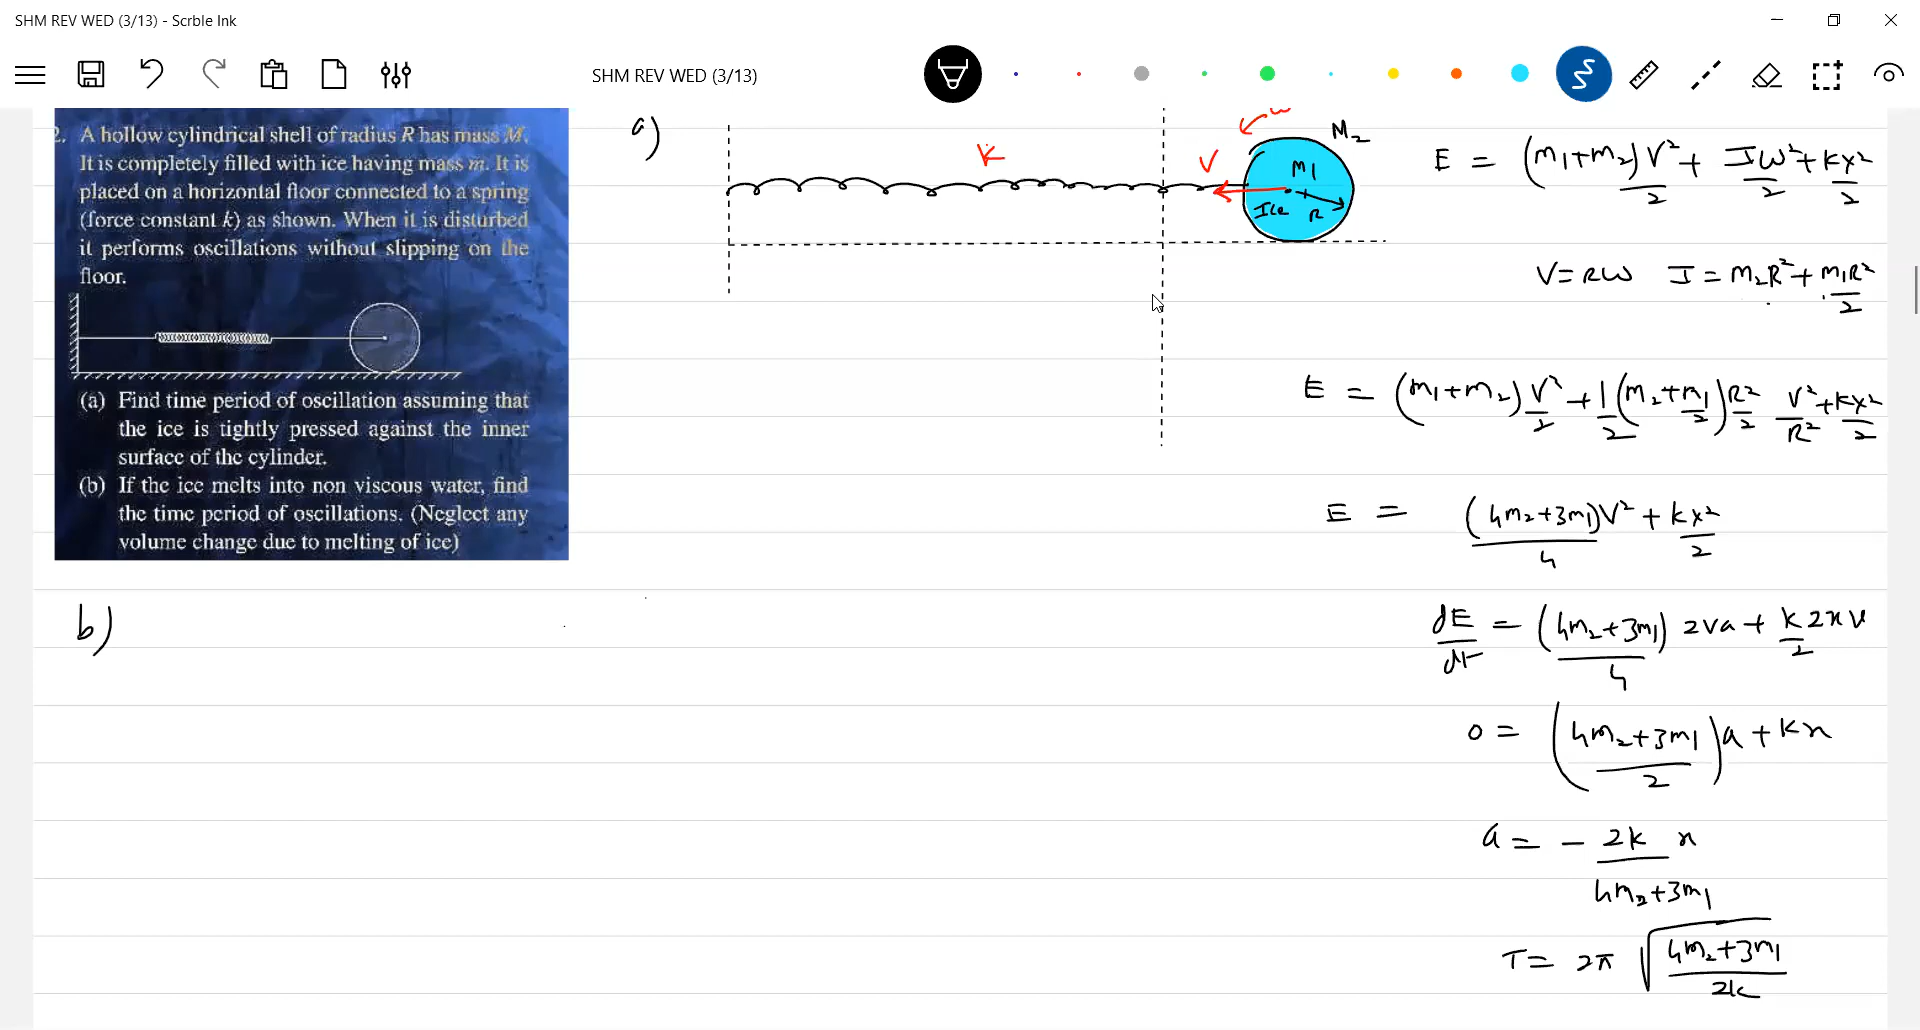 SHM REV WED (3/13) - Scrble Ink
SHM REV WED (3/13)
2. A hollow cylindrical shell of radius R has mass M.
It is completely filled with ice having mass m. It is
placed on a horizontal floor connected to a spring
(force constant k) as shown. When it is disturbed
it performs oscillations without slipping on the
floor.
(a) Find time period of oscillation assuming that
the ice is tightly pressed against the inner
surface of the cylinder.
(b) If the ice melts into non viscous water, find
the time period of oscillations. (Neglect any
volume change due to melting of ice)
a)
K
V
ω
M2
M1
Ice
R
E = (m1+m2)V²/2 + Iω²/2 + kx²/2
V=RW I = m2R² + m1R²/2
E = (m1+m2)V²/2 + 1/2(m2+m1/2)R²/2 V²/R² + kx²/2
E = (4m2+3m1)V²/4 + kx²/2
dE/dt = (4m2+3m1)/4 2va + k/2 2xv
0 = (4m2+3m1/2)a + kx
a = - 2k/4m2+3m1 x
T = 2π √4m2+3m1/2k
b)